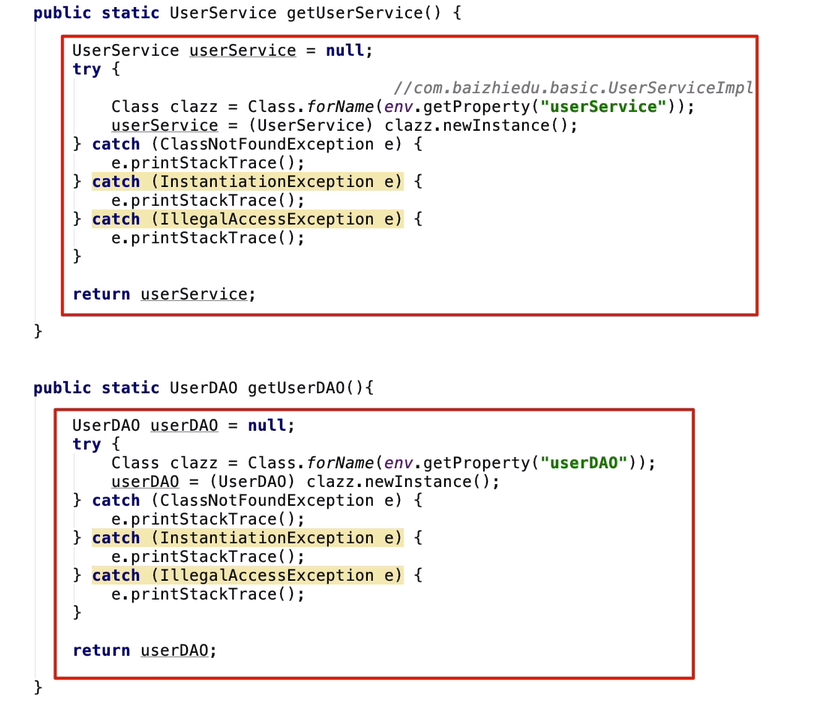 public static UserService getUserService() {
UserService userService = null;
try {
//com.baizhiedu.basic.UserServiceImpl
Class clazz = Class.forName(env.getProperty("userService"));
userService = (UserService) clazz.newInstance();
} catch (ClassNotFoundException e) {
e.printStackTrace();
} catch (InstantiationException e) {
e.printStackTrace();
} catch (IllegalAccessException e) {
e.printStackTrace();
}
return userService;
}
public static UserDAO getUserDAO(){
UserDAO userDAO = null;
try {
Class clazz = Class.forName(env.getProperty("userDAO"));
userDAO = (UserDAO) clazz.newInstance();
} catch (ClassNotFoundException e) {
e.printStackTrace();
} catch (InstantiationException e) {
e.printStackTrace();
} catch (IllegalAccessException e) {
e.printStackTrace();
}
return userDAO;
}